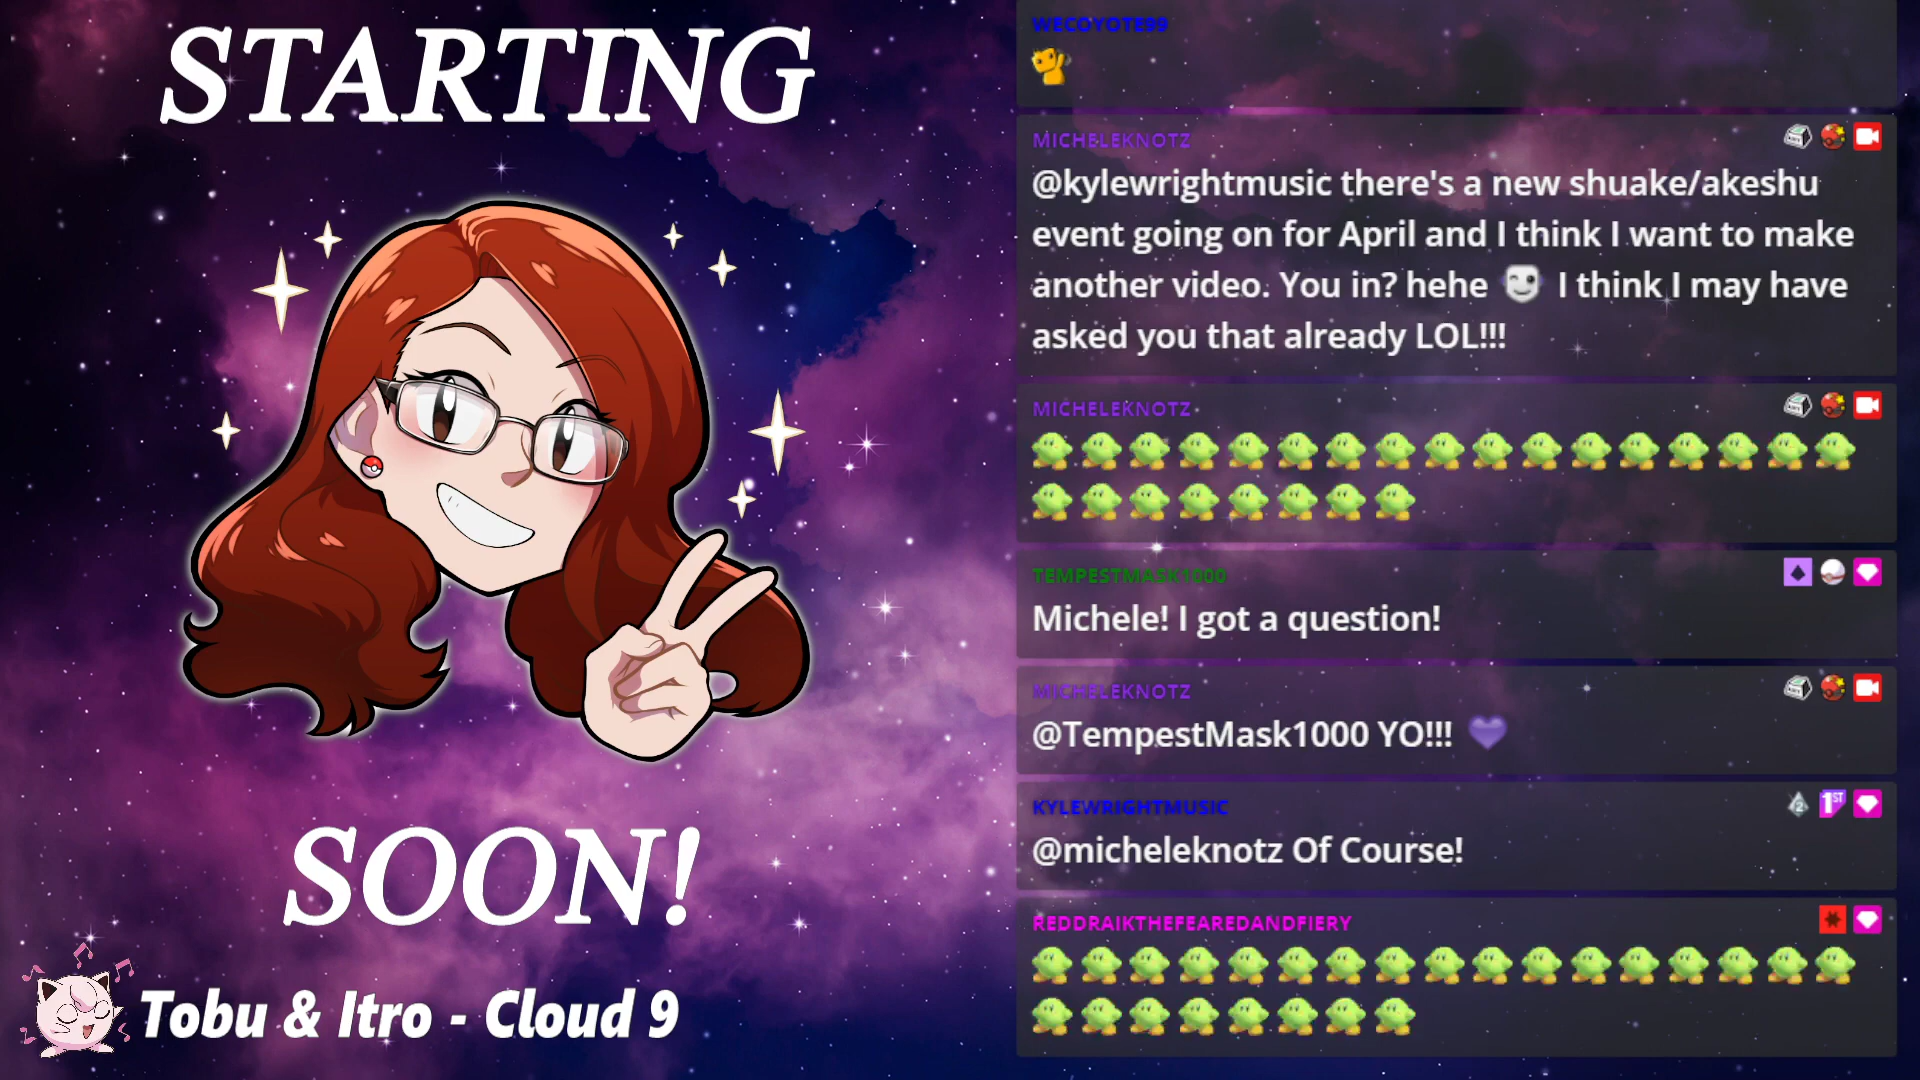 STARTING
SOON!
Tobu & Itro - Cloud 9
WECOYOTE99
MICHELEKNOTZ
@kylewrightmusic there's a new shuake/akeshu
event going on for April and I think I want to make
another video. You in? hehe I think I may have
asked you that already LOL!!!
MICHELEKNOTZ
TEMPESTMASK1000
Michele! I got a question!
MICHELEKNOTZ
@TempestMask1000 YO!!!
KYLEWRIGHTMUSIC
2 1ST
@micheleknotz Of Course!
REDDRAIKTHEFEAREDANDFIERY